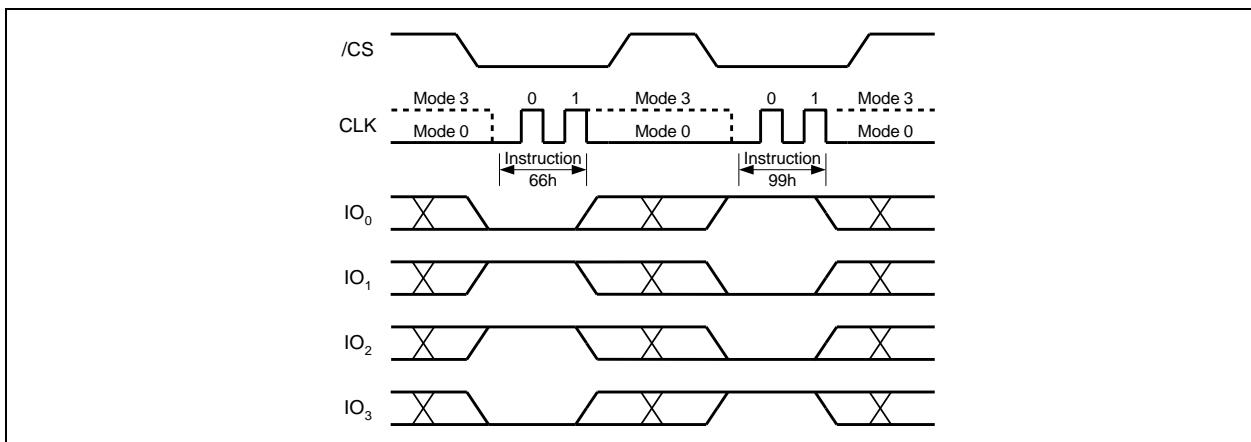 /CS
Mode 3 0 1 Mode 3 0 1 Mode 3
CLK
Mode 0 Mode 0 Mode 0
Instruction Instruction
66h 99h
IO0
IO1
IO2
IO3